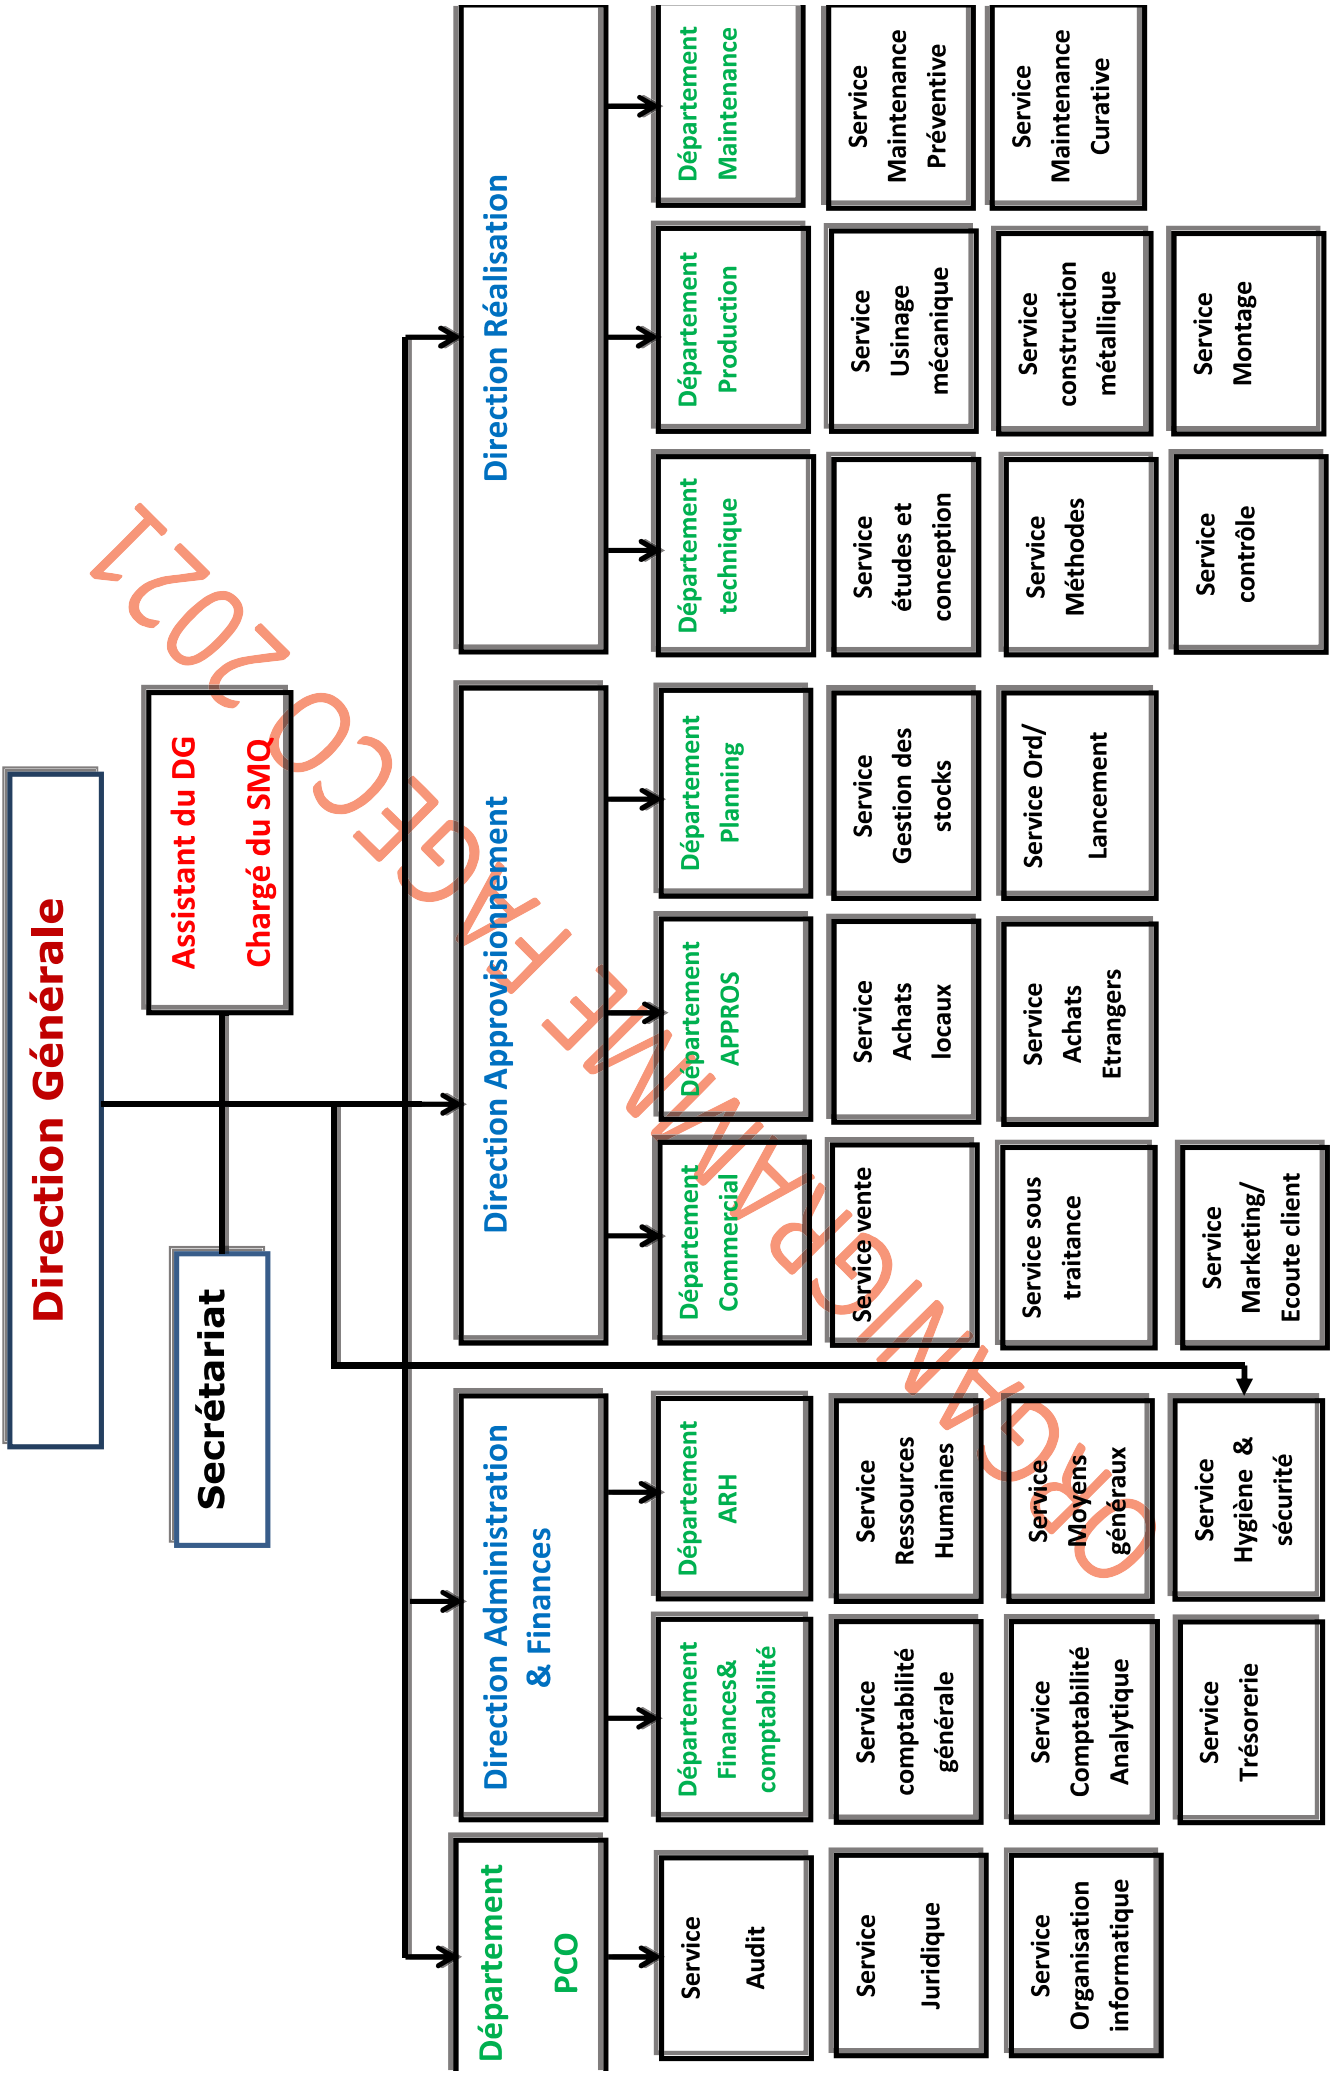 Direction Générale
Secrétariat
Assistant du DG
Chargé du SMQ
Département
PCO
Direction Administration
& Finances
Direction Approvisionnement
Direction Réalisation
Service
Audit
Service
Juridique
Service
Organisation
informatique
Département
Finances&
comptabilité
Service
comptabilité
générale
Service
Comptabilité
Analytique
Service
Trésorerie
Département
ARH
Service
Ressources
Humaines
Service
Moyens
généraux
Service
Hygiène &
sécurité
Département
Commercial
Service vente
Service sous
traitance
Service
Marketing/
Ecoute client
Département
APPROS
Service
Achats
locaux
Service
Achats
Etrangers
Département
Planning
Service
Gestion des
stocks
Service Ord/
Lancement
Département
technique
Service
études et
conception
Service
Méthodes
Service
contrôle
Département
Production
Service
Usinage
mécanique
Service
construction
métallique
Service
Montage
Département
Maintenance
Service
Maintenance
Préventive
Service
Maintenance
Curative
ORGANIGRAMME FAGECO 2021